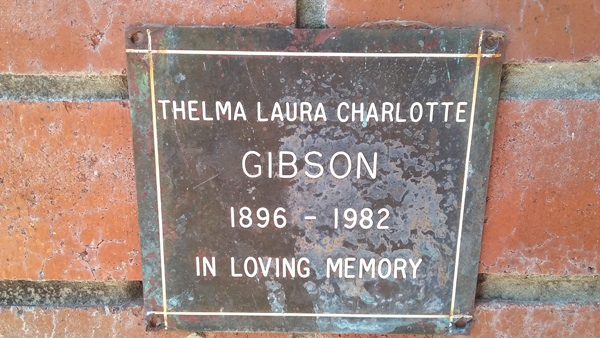 THELMA LAURA CHARLOTTE
GIBSON
1896 - 1982
IN LOVING MEMORY